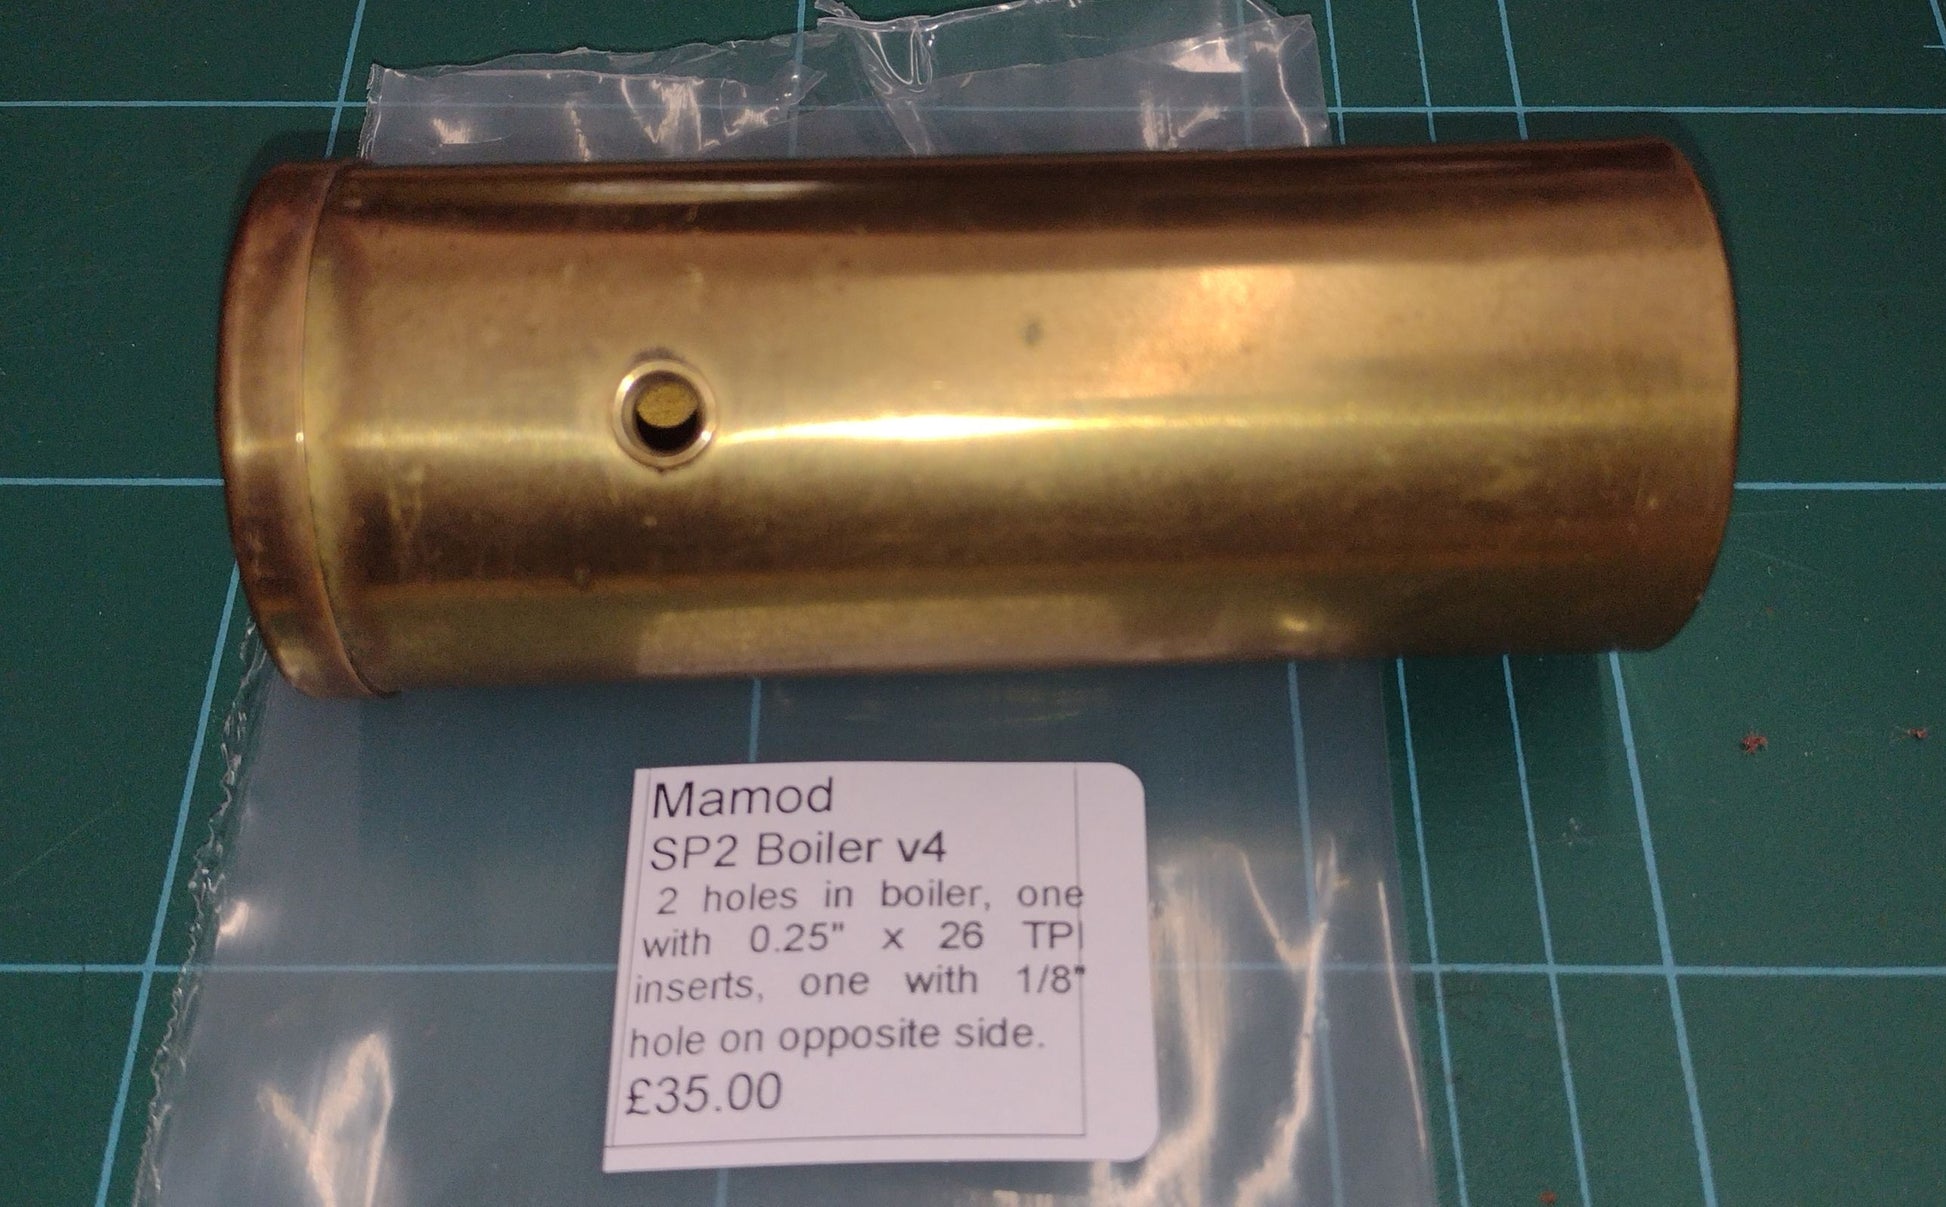 Mamod
SP2 Boiler v4
2 holes in boiler, one
with 0.25" x 26 TPI
inserts, one with 1/8"
hole on opposite side.
£35.00